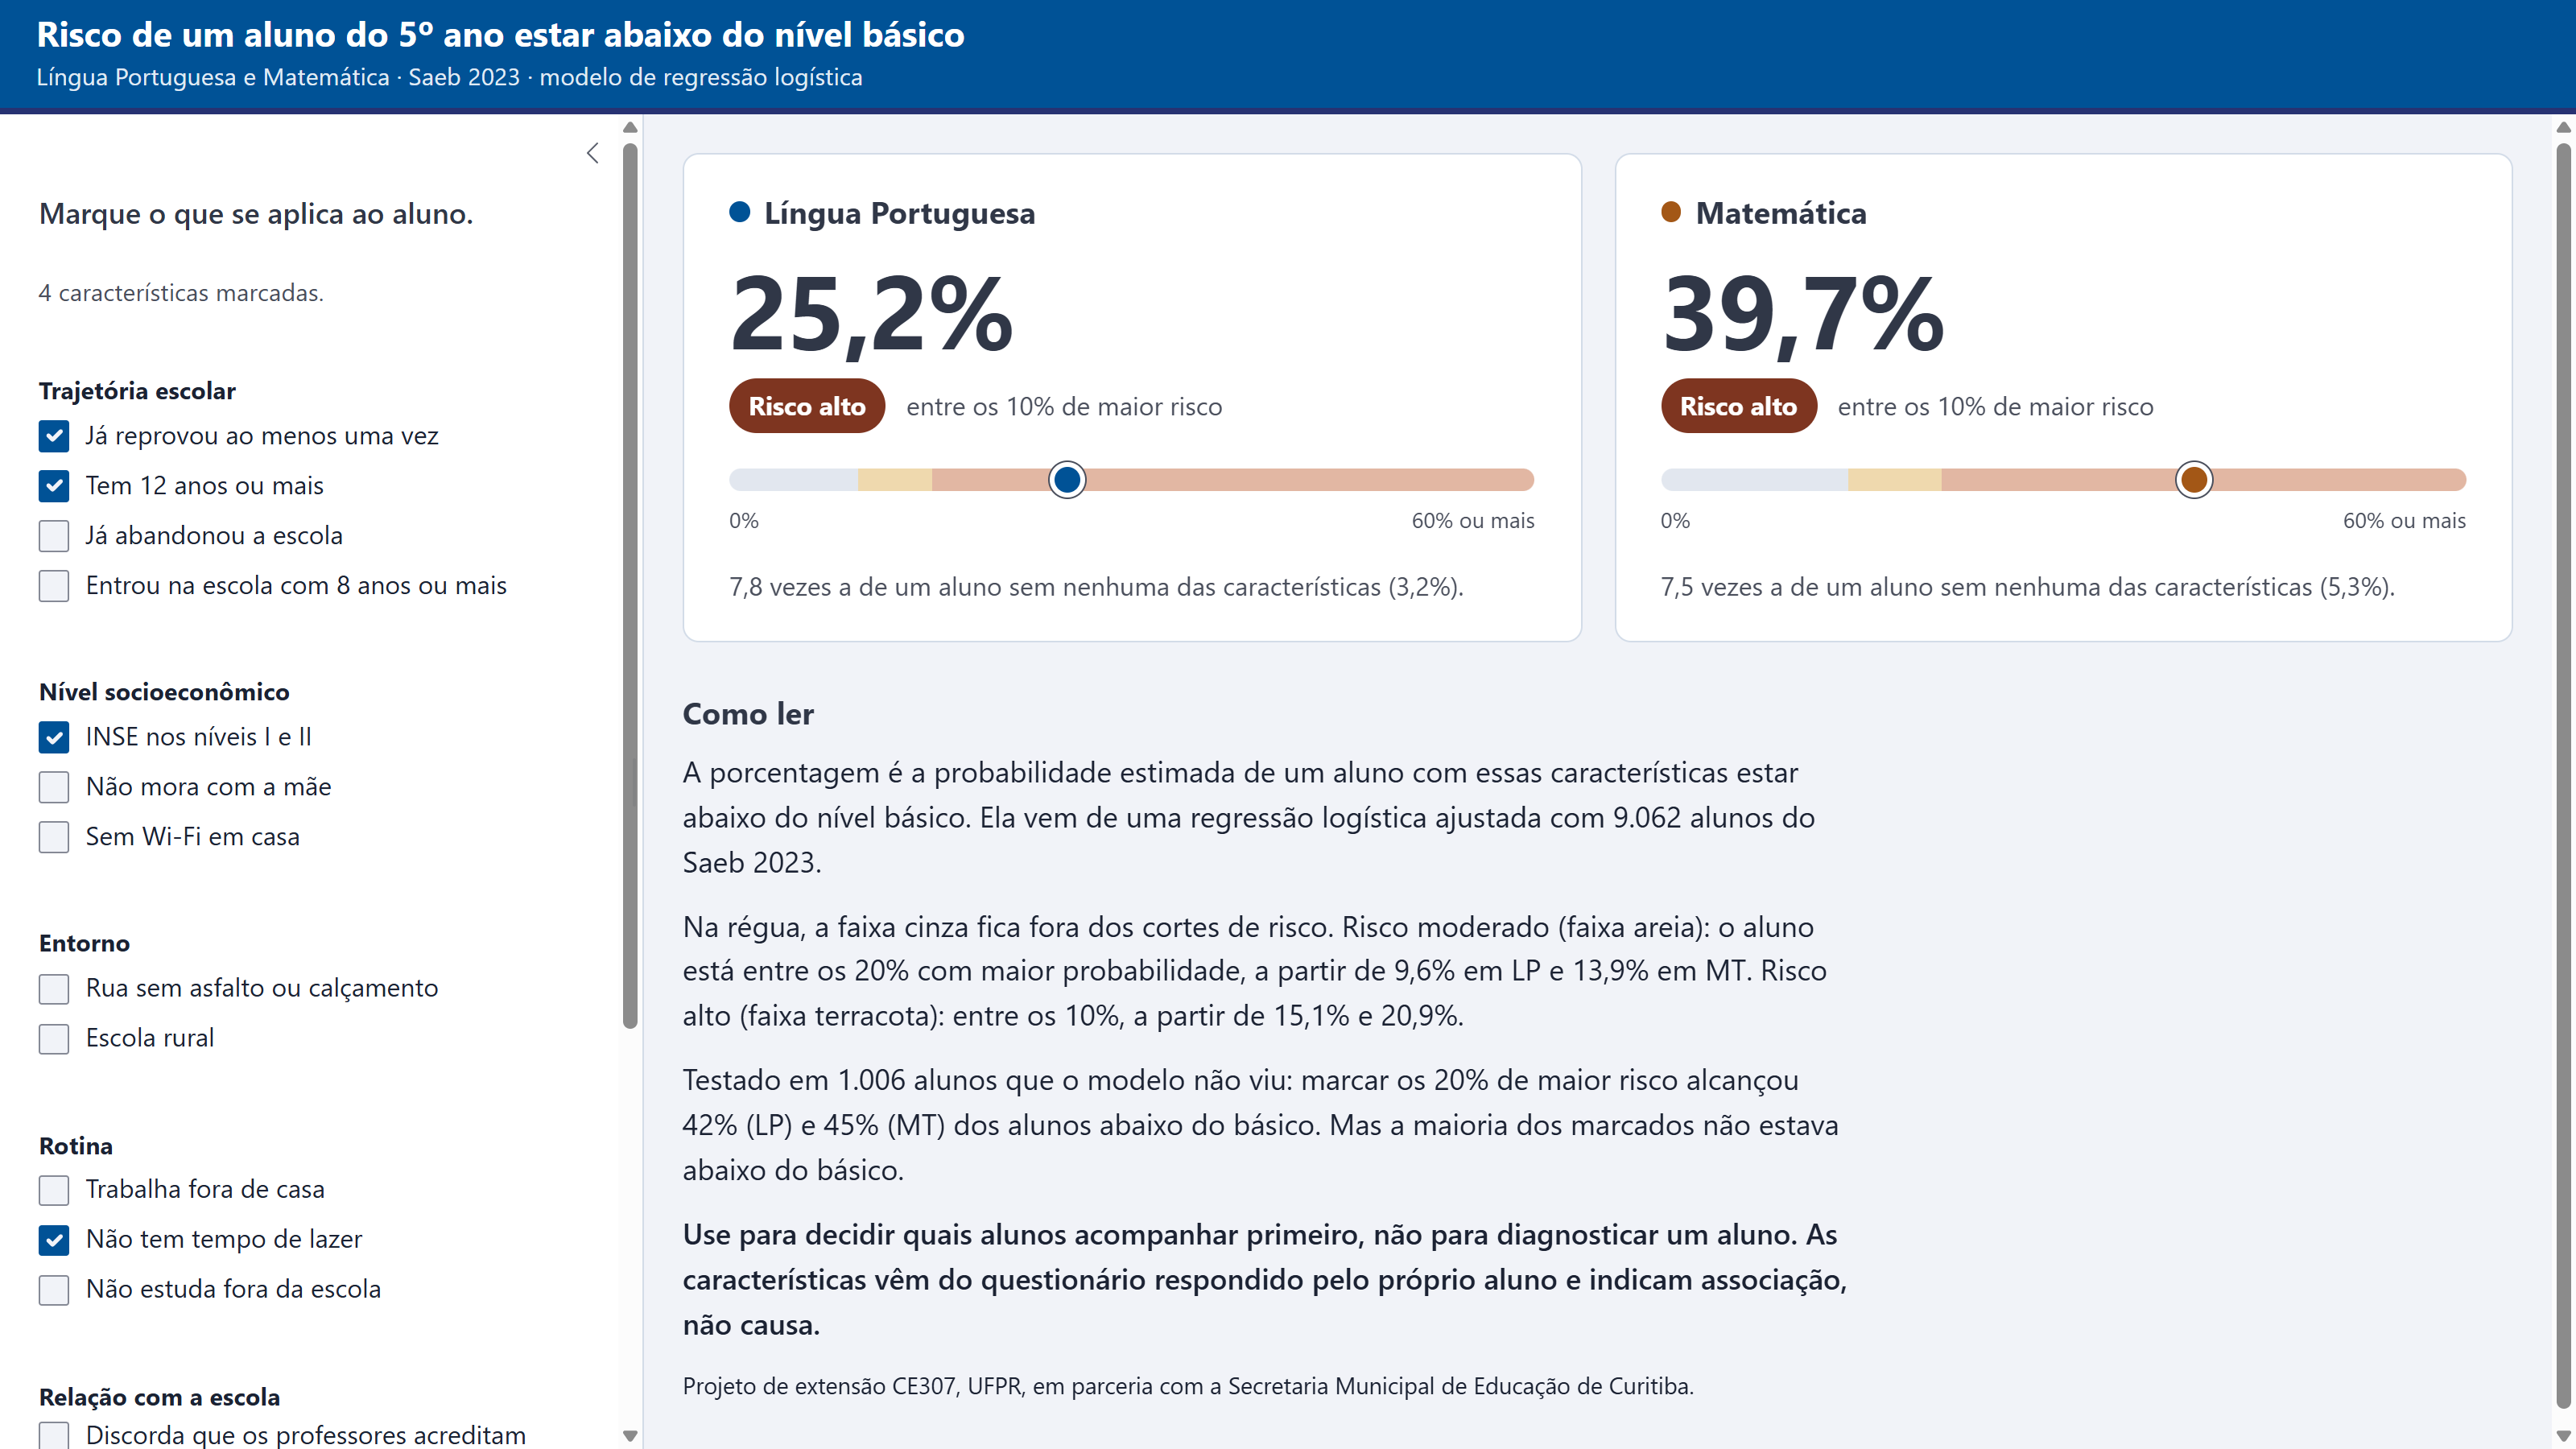 Risco de um aluno do 5º ano estar abaixo do nível básico
Língua Portuguesa e Matemática · Saeb 2023 · modelo de regressão logística
Marque o que se aplica ao aluno.
4 características marcadas.
Trajetória escolar
Já reprovou ao menos uma vez
Tem 12 anos ou mais
Já abandonou a escola
Entrou na escola com 8 anos ou mais
Nível socioeconômico
INSE nos níveis I e II
Não mora com a mãe
Sem Wi-Fi em casa
Entorno
Rua sem asfalto ou calçamento
Escola rural
Rotina
Trabalha fora de casa
Não tem tempo de lazer
Não estuda fora da escola
Relação com a escola
Discorda que os professores acreditam
Língua Portuguesa
25,2%
Risco alto entre os 10% de maior risco
0% 60% ou mais
7,8 vezes a de um aluno sem nenhuma das características (3,2%).
Matemática
39,7%
Risco alto entre os 10% de maior risco
0% 60% ou mais
7,5 vezes a de um aluno sem nenhuma das características (5,3%).
Como ler
A porcentagem é a probabilidade estimada de um aluno com essas características estar
abaixo do nível básico. Ela vem de uma regressão logística ajustada com 9.062 alunos do
Saeb 2023.
Na régua, a faixa cinza fica fora dos cortes de risco. Risco moderado (faixa areia): o aluno
está entre os 20% com maior probabilidade, a partir de 9,6% em LP e 13,9% em MT. Risco
alto (faixa terracota): entre os 10%, a partir de 15,1% e 20,9%.
Testado em 1.006 alunos que o modelo não viu: marcar os 20% de maior risco alcançou
42% (LP) e 45% (MT) dos alunos abaixo do básico. Mas a maioria dos marcados não estava
abaixo do básico.
Use para decidir quais alunos acompanhar primeiro, não para diagnosticar um aluno. As
características vêm do questionário respondido pelo próprio aluno e indicam associação,
não causa.
Projeto de extensão CE307, UFPR, em parceria com a Secretaria Municipal de Educação de Curitiba.